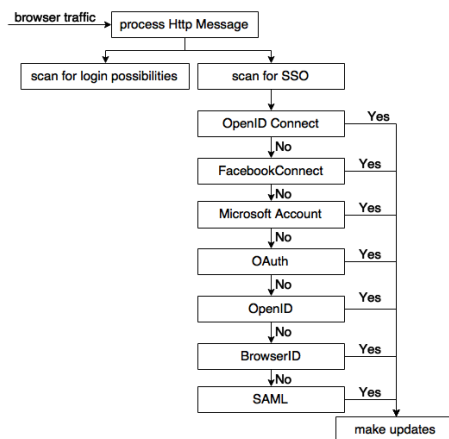 browser traffic
process Http Message
scan for login possibilities
scan for SSO
OpenID Connect
Yes
No
FacebookConnect
Yes
No
Microsoft Account
Yes
No
OAuth
Yes
No
OpenID
Yes
No
BrowserID
Yes
No
SAML
Yes
make updates